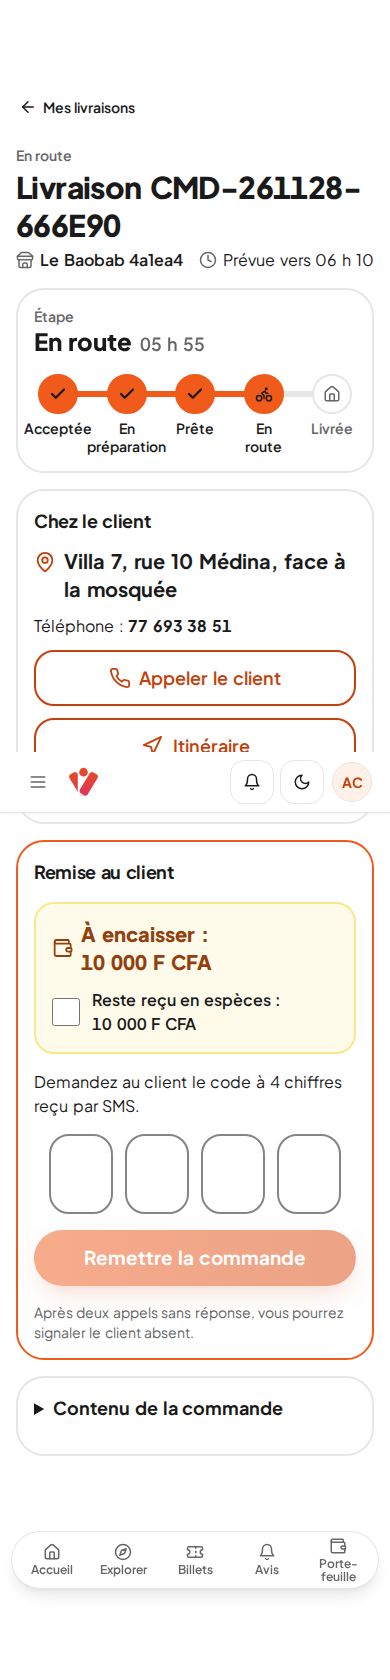 Mes livraisons
En route
Livraison CMD-261128-
666E90
Le Baobab 4a1ea4 Prévue vers 06 h 10
Étape
En route 05 h 55
Acceptée En préparation Prête En route Livrée
Chez le client
Villa 7, rue 10 Médina, face à
la mosquée
Téléphone : 77 693 38 51
Appeler le client
Itinéraire
AC
Remise au client
À encaisser :
10 000 F CFA
Reste reçu en espèces :
10 000 F CFA
Demandez au client le code à 4 chiffres
reçu par SMS.
Remettre la commande
Après deux appels sans réponse, vous pourrez
signaler le client absent.
Contenu de la commande
Accueil Explorer Billets Avis Porte-
feuille